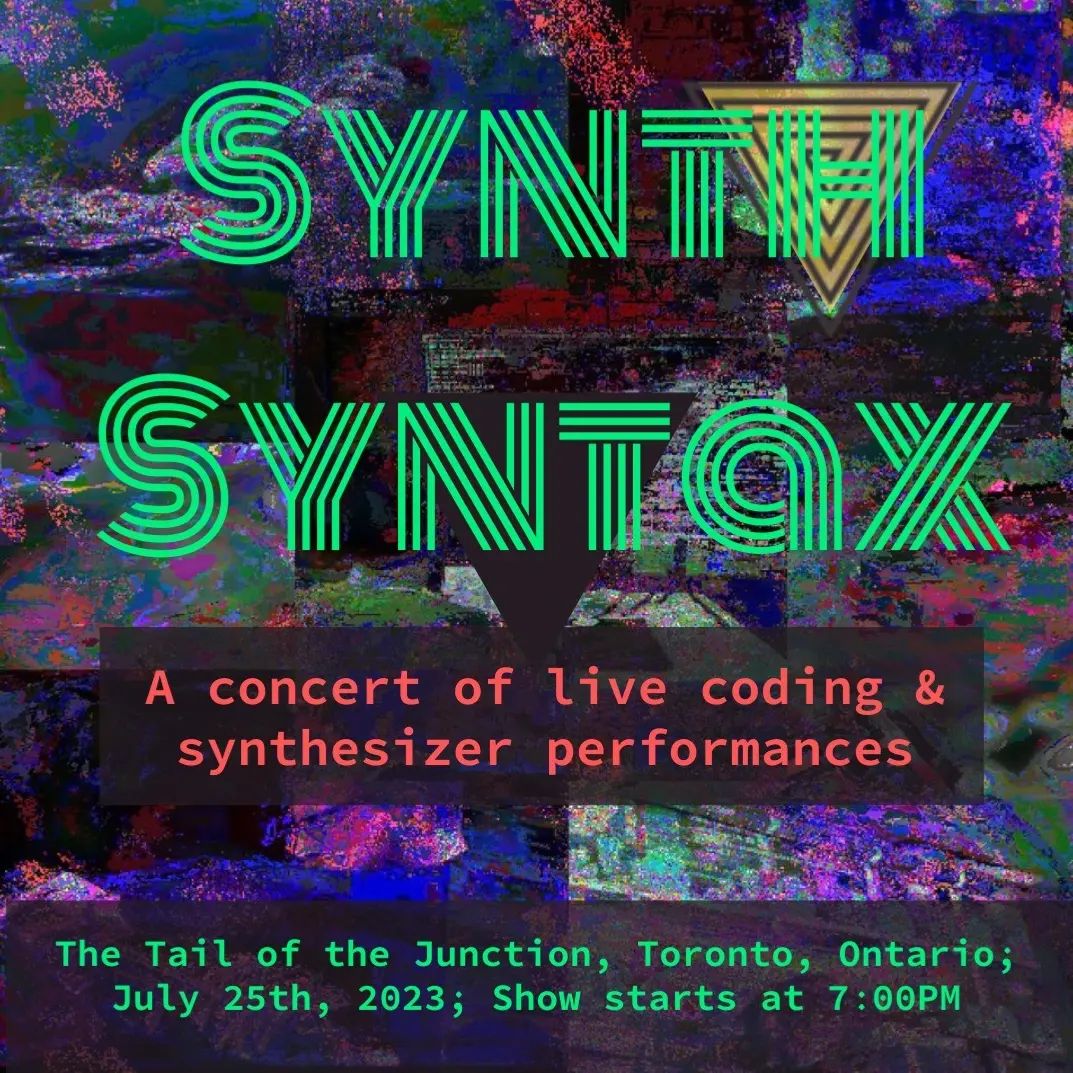 Synth
Syntax
A concert of live coding &
synthesizer performances
The Tail of the Junction, Toronto, Ontario;
July 25th, 2023; Show starts at 7:00PM